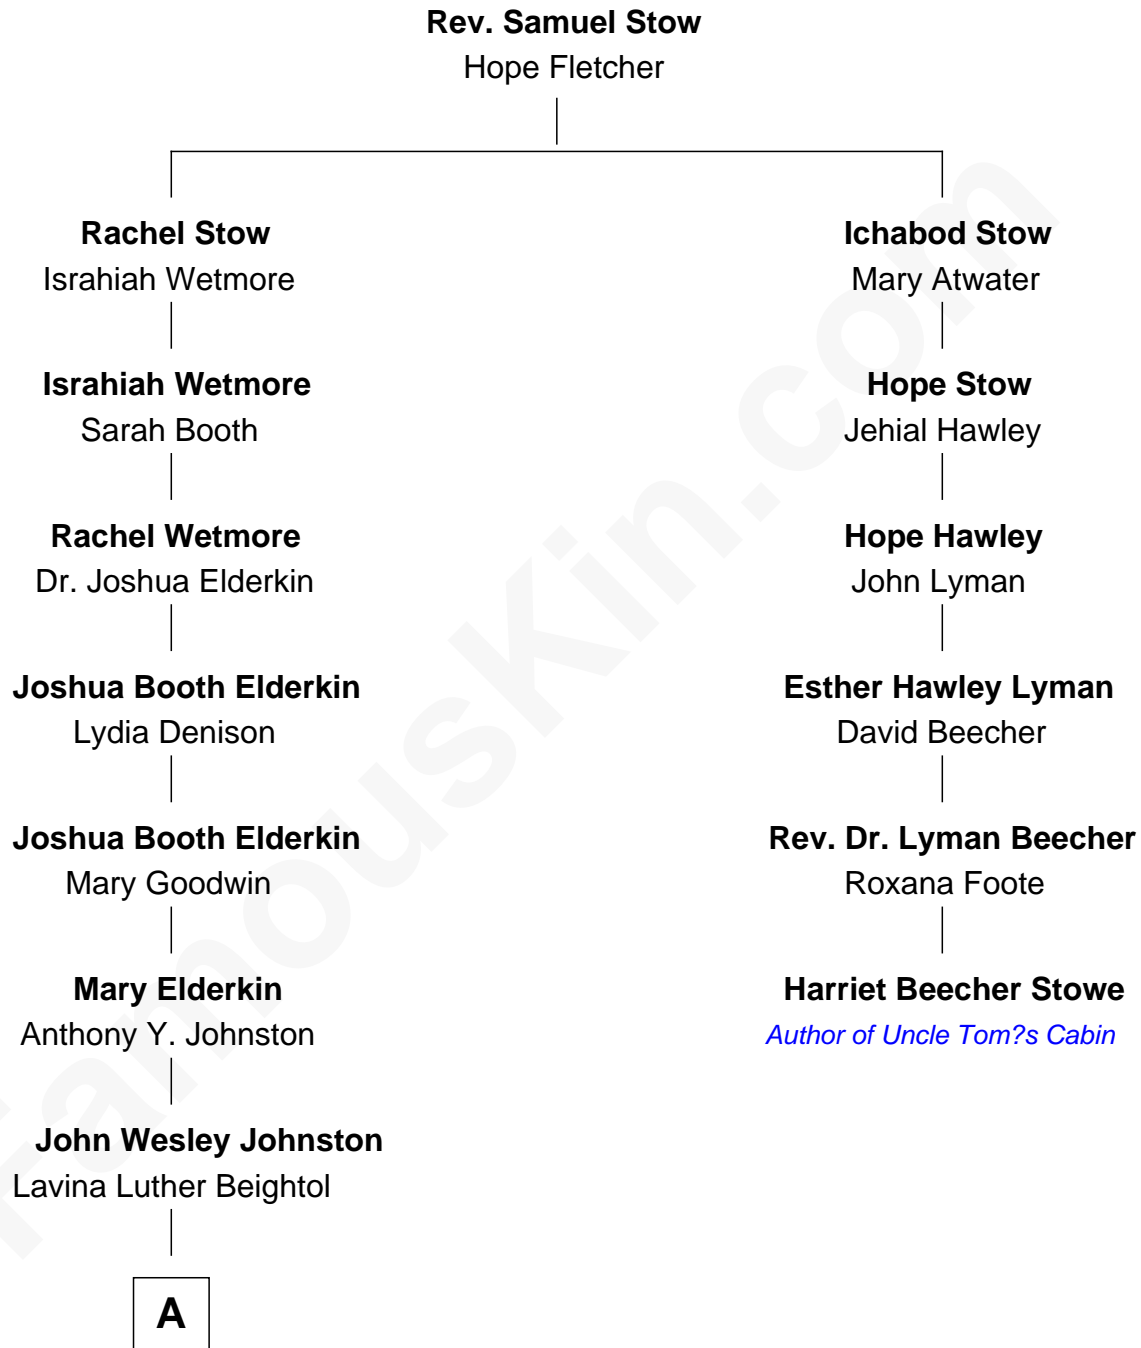 Rev. Samuel Stow
Hope Fletcher
Rachel Stow
Israhiah Wetmore
Ichabod Stow
Mary Atwater
Israhiah Wetmore
Sarah Booth
Hope Stow
Jehial Hawley
Rachel Wetmore
Dr. Joshua Elderkin
Hope Hawley
John Lyman
Joshua Booth Elderkin
Lydia Denison
Esther Hawley Lyman
David Beecher
Joshua Booth Elderkin
Mary Goodwin
Rev. Dr. Lyman Beecher
Roxana Foote
Mary Elderkin
Anthony Y. Johnston
Harriet Beecher Stowe
Author of Uncle Tom?s Cabin
John Wesley Johnston
Lavina Luther Beightol
A
FamousKin.com